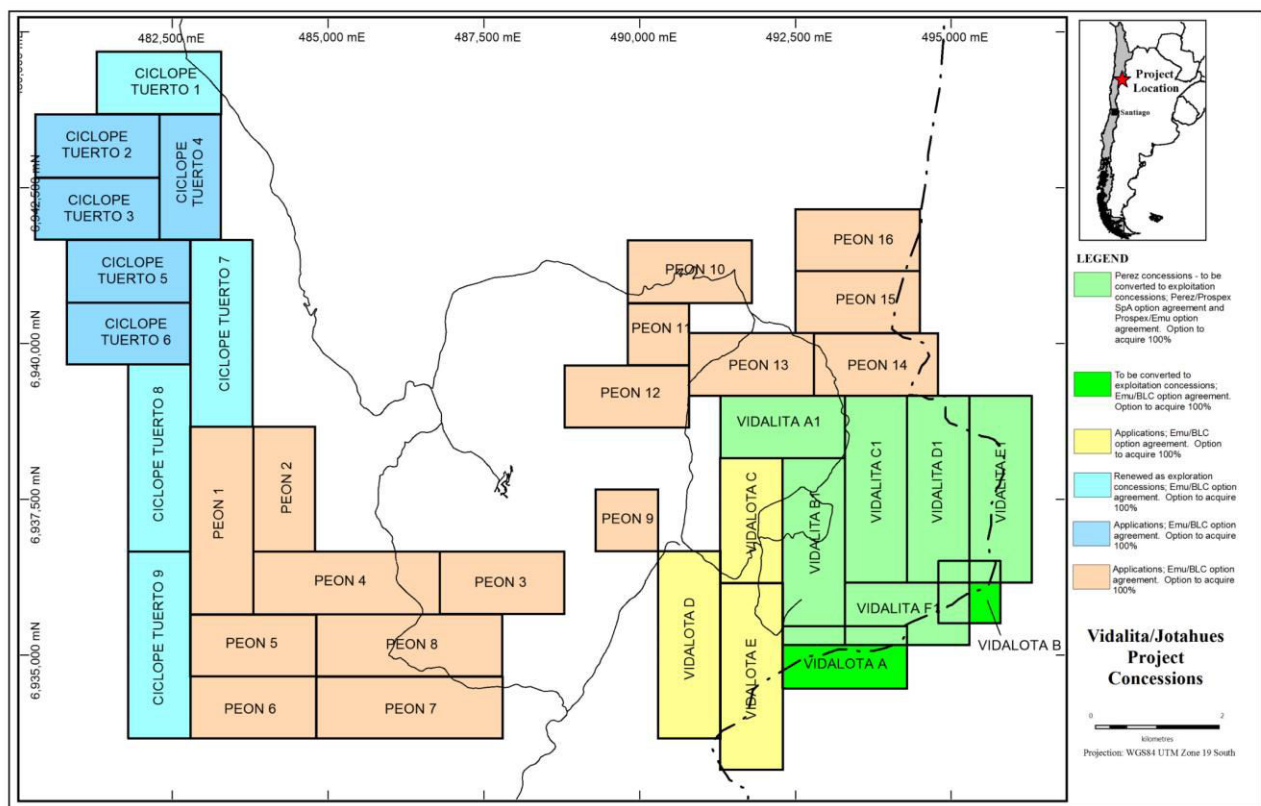 482,500 mE
485,000 mE
487,500 mE
490,000 mE
492,500 mE
495,000 mE
6,942,500 mN
6,940,000 mN
6,937,500 mN
6,935,000 mN
CICLOPE
TUERTO 1
CICLOPE
TUERTO 2
CICLOPE
TUERTO 4
CICLOPE
TUERTO 3
CICLOPE
TUERTO 5
CICLOPE TUERTO 7
CICLOPE
TUERTO 6
CICLOPE TUERTO 8
CICLOPE TUERTO 9
PEON 1
PEON 2
PEON 4
PEON 3
PEON 5
PEON 8
PEON 6
PEON 7
PEON 16
PEON 10
PEON 15
PEON 11
PEON 13
PEON 14
PEON 12
PEON 9
VIDALITA A1
VIDALITA C1
VIDALITA D1
VIDALITA E1
VIDALOTA C
VIDALITA B1
VIDALOTA D
VIDALOTA E
VIDALITA F1
VIDALOTA A
VIDALOTA B
Project
Location
Santiago
LEGEND
Perez concessions - to be
converted to exploitation
concessions; Perez/Prospex
SpA option agreement and
Prospex/Emu option
agreement. Option to
acquire 100%
To be converted to
exploitation concessions;
Emu/BLC option agreement.
Option to acquire 100%
Applications; Emu/BLC
option agreement. Option
to acquire 100%
Renewed as exploration
concessions; Emu/BLC option
agreement. Option to acquire
100%
Applications; Emu/BLC option
agreement. Option to acquire
100%
Applications; Emu/BLC option
agreement. Option to acquire
100%
Vidalita/Jotahues
Project
Concessions
0 2
kilometres
Projection: WGS84 UTM Zone 19 South